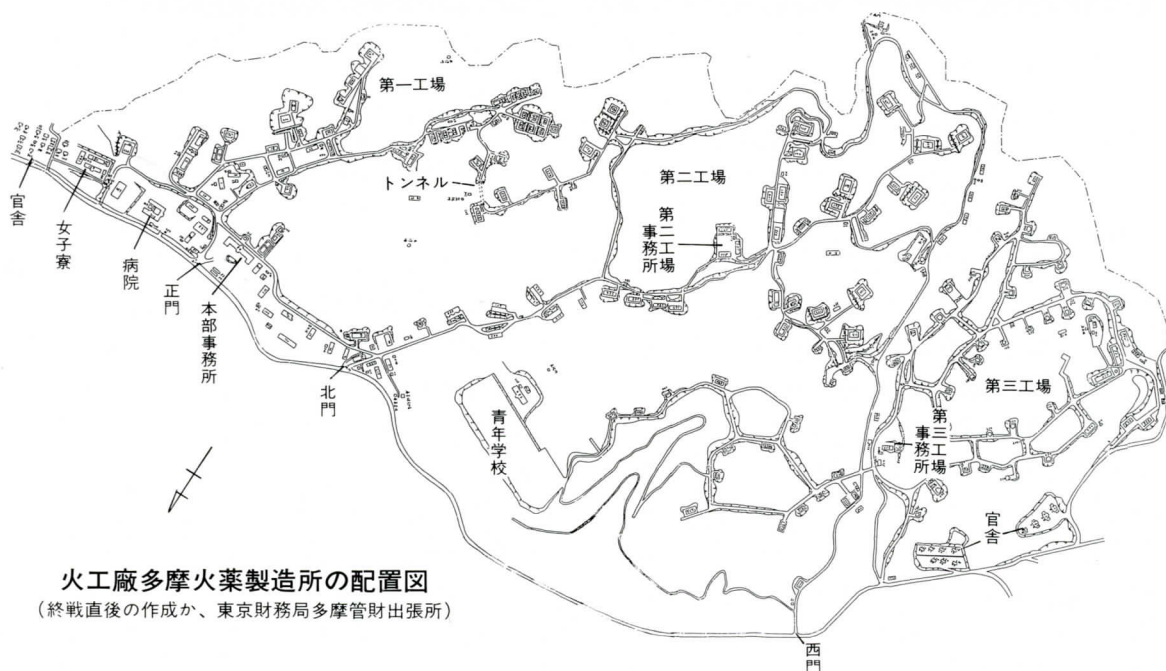 第一工場
トンネル
第二工場
第二工場
事務所
官舎
女子寮
病院
正門
本部事務所
北門
青年学校
第三工場
第三工場
事務所
官舎
西門
火工廠多摩火薬製造所の配置図
(終戦直後の作成か、東京財務局多摩管財出張所)